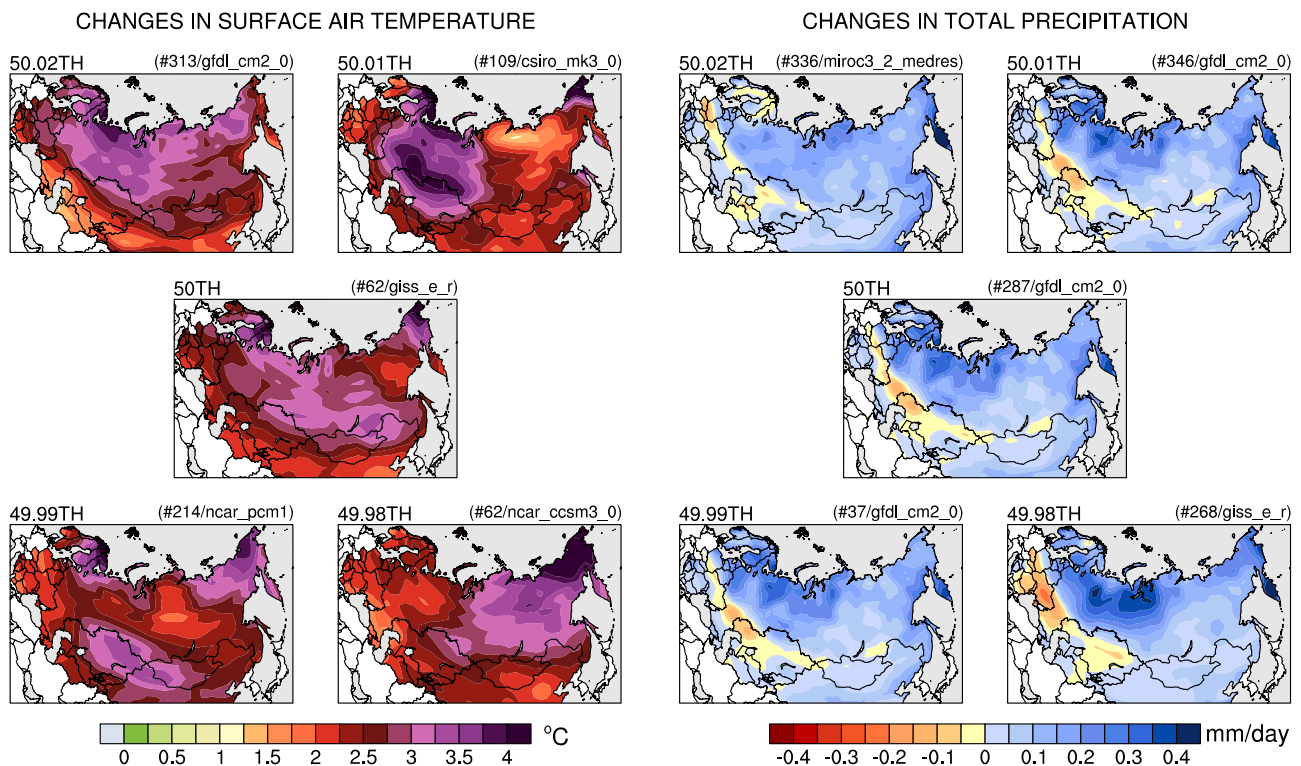 CHANGES IN SURFACE AIR TEMPERATURE
CHANGES IN TOTAL PRECIPITATION
50.02TH (#313/gfdl_cm2_0)
50.01TH (#109/csiro_mk3_0)
50.02TH (#336/miroc3_2_medres)
50.01TH (#346/gfdl_cm2_0)
50TH (#62/giss_e_r)
50TH (#287/gfdl_cm2_0)
49.99TH (#214/ncar_pcm1)
49.98TH (#62/ncar_ccsm3_0)
49.99TH (#37/gfdl_cm2_0)
49.98TH (#268/giss_e_r)
0 0.5 1 1.5 2 2.5 3 3.5 4 °C
-0.4 -0.3 -0.2 -0.1 0 0.1 0.2 0.3 0.4 mm/day